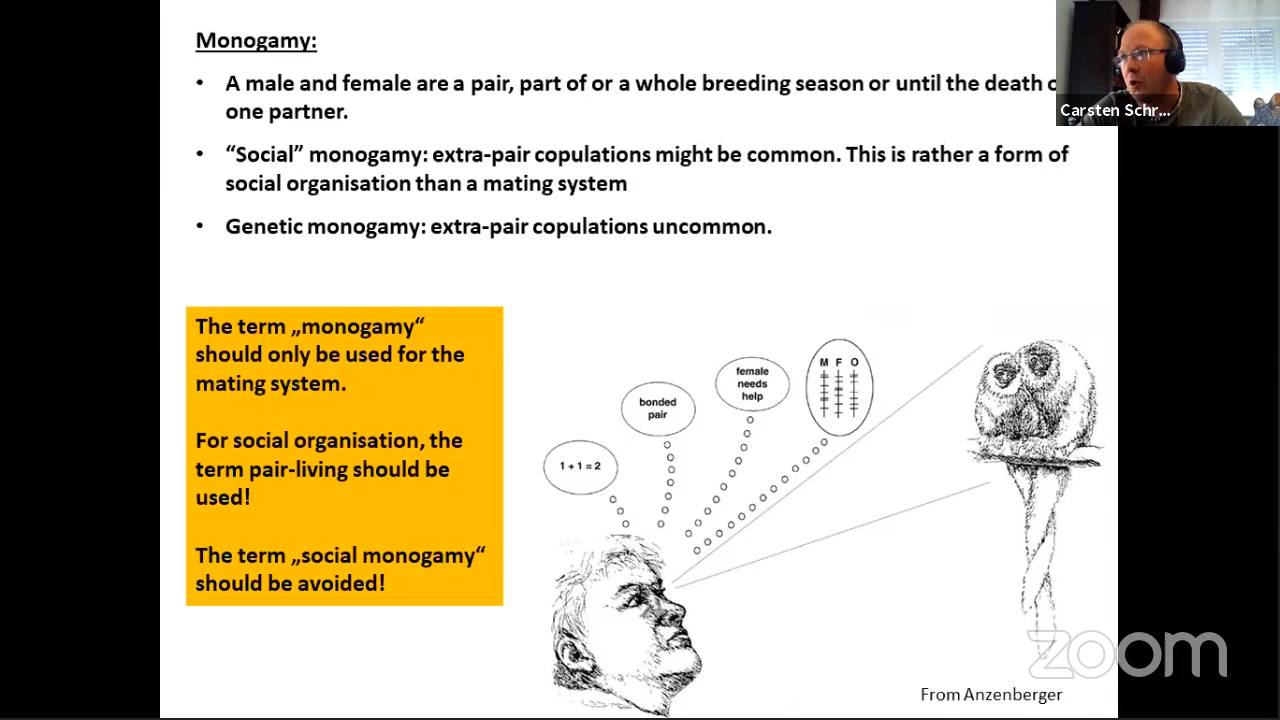 Monogamy:
• A male and female are a pair, part of or a whole breeding season or until the death
one partner.
• “Social” monogamy: extra-pair copulations might be common. This is rather a form of
social organisation than a mating system
• Genetic monogamy: extra-pair copulations uncommon.
Carsten Schr...
The term „monogamy“
should only be used for the
mating system.
For social organisation, the
term pair-living should be
used!
The term „social monogamy“
should be avoided!
1 + 1 = 2
bonded
pair
female
needs
help
M F O
From Anzenberger
zoom